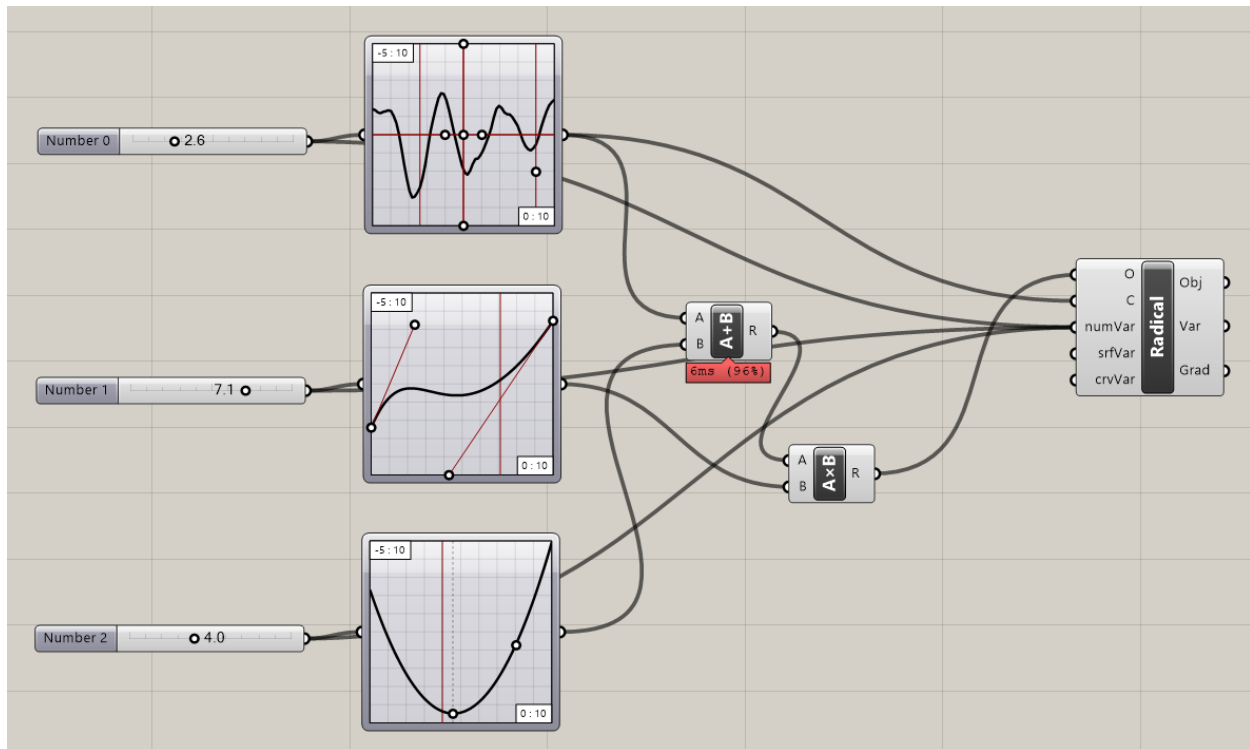 -5 : 10
Number 0
2.6
0 : 10
O
Obj
C
A
A+B
R
numVar
Radical
Var
B
-5 : 10
srfVar
6ms (96%)
Grad
crvVar
Number 1
7.1
0 : 10
A
A×B
R
B
-5 : 10
Number 2
4.0
0 : 10